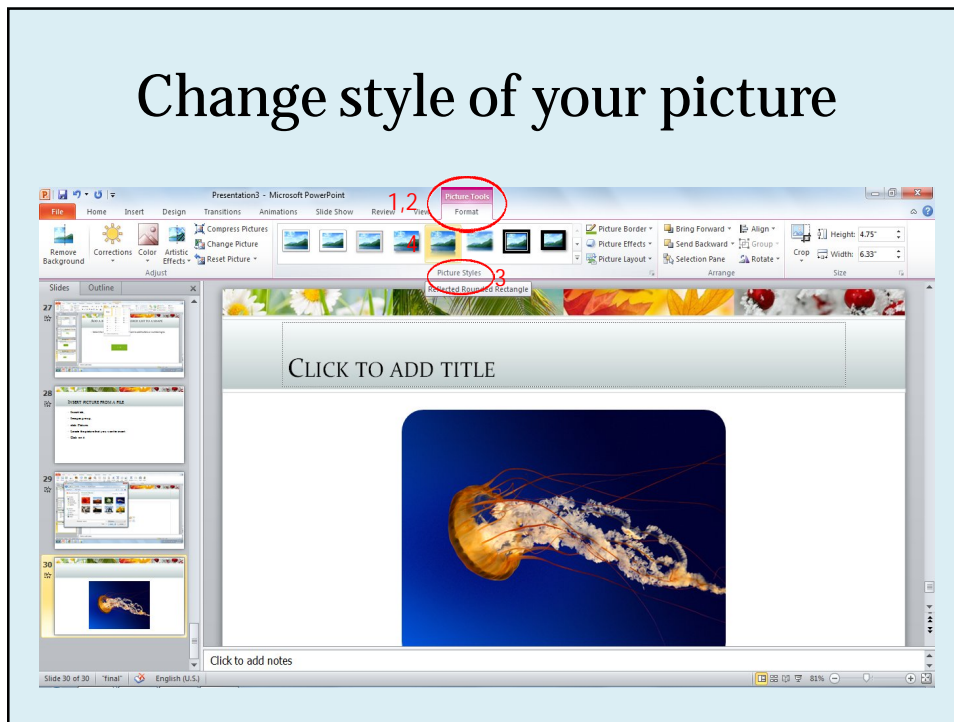 Change style of your picture
Presentation3 - Microsoft PowerPoint
1,2
Picture Tools
File Home Insert Design Transitions Animations Slide Show Review View Format
Remove Background
Corrections
Color
Artistic Effects
Compress Pictures
Change Picture
Reset Picture
Adjust
4
Picture Styles
3
Reflected Rounded Rectangle
Picture Border
Picture Effects
Picture Layout
Bring Forward
Send Backward
Selection Pane
Align
Group
Rotate
Arrange
Crop
Height: 4.75"
Width: 6.33"
Size
Slides Outline
27
28
INSERT PICTURE FROM A FILE
29
30
CLICK TO ADD TITLE
Click to add notes
Slide 30 of 30 "final" English (U.S.) 81%